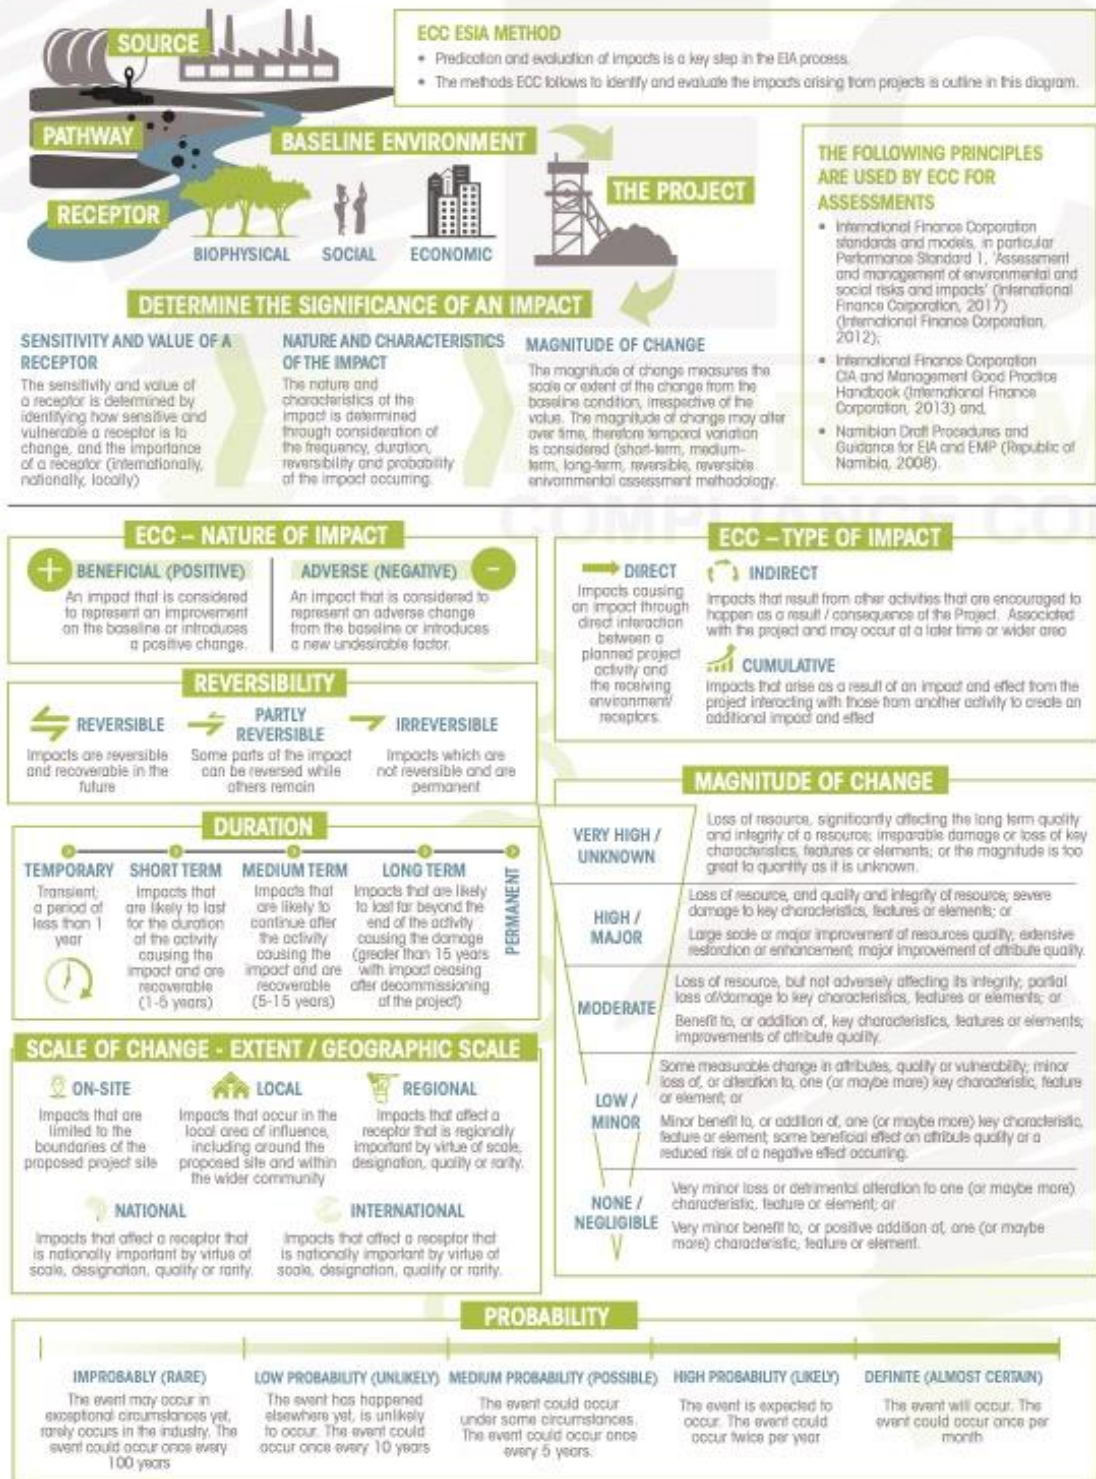 SOURCE
PATHWAY
RECEPTOR
BASELINE ENVIRONMENT
BIOPHYSICAL
SOCIAL
ECONOMIC
THE PROJECT
ECC ESIA METHOD
• Predication and evaluation of impacts is a key step in the EIA process.
• The methods ECC follows to identify and evaluate the impacts arising from projects is outline in this diagram.
THE FOLLOWING PRINCIPLES
ARE USED BY ECC FOR
ASSESSMENTS
• International Finance Corporation
standards and models, in particular
Performance Standard 1, 'Assessment
and management of environmental and
social risks and impacts' (International
Finance Corporation, 2017)
(International Finance Corporation,
2012);
• International Finance Corporation
CIA and Management Good Practice
Handbook (International Finance
Corporation, 2013) and,
• Namibian Draft Procedures and
Guidance for EIA and EMP (Republic of
Namibia, 2008).
DETERMINE THE SIGNIFICANCE OF AN IMPACT
SENSITIVITY AND VALUE OF A
RECEPTOR
The sensitivity and value of
a receptor is determined by
identifying how sensitive and
vulnerable a receptor is to
change, and the importance
of a receptor (internationally,
nationally, locally)
NATURE AND CHARACTERISTICS
OF THE IMPACT
The nature and
characteristics of the
impact is determined
through consideration of
the frequency, duration,
reversibility and probability
of the impact occurring.
MAGNITUDE OF CHANGE
The magnitude of change measures the
scale or extent of the change from the
baseline condition, irrespective of the
value. The magnitude of change may alter
over time, therefore temporal variation
is considered (short-term, medium-
term, long-term, reversible, reversible
environmental assessment methodology.
COMPLIANCE CO
ECC – NATURE OF IMPACT
BENEFICIAL (POSITIVE)
An impact that is considered
to represent an improvement
on the baseline or introduces
a positive change.
ADVERSE (NEGATIVE)
An impact that is considered to
represent an adverse change
from the baseline or introduces
a new undesirable factor.
ECC – TYPE OF IMPACT
DIRECT
Impacts causing
an impact through
direct interaction
between a
planned project
activity and
the receiving
environment/
receptors.
INDIRECT
Impacts that result from other activities that are encouraged to
happen as a result / consequence of the Project. Associated
with the project and may occur at a later time or wider area
CUMULATIVE
Impacts that arise as a result of an impact and effect from the
project interacting with those from another activity to create an
additional impact and effect
REVERSIBILITY
REVERSIBLE
Impacts are reversible
and recoverable in the
future
PARTLY
REVERSIBLE
Some parts of the impact
can be reversed while
others remain
IRREVERSIBLE
Impacts which are
not reversible and are
permanent
DURATION
TEMPORARY
Transient;
a period of
less than 1
year
SHORT TERM
Impacts that
are likely to last
for the duration
of the activity
causing the
impact and are
recoverable
(1-5 years)
MEDIUM TERM
Impacts that
are likely to
continue after
the activity
causing the
impact and are
recoverable
(5-15 years)
LONG TERM
Impacts that are likely
to last far beyond the
end of the activity
causing the damage
(greater than 15 years
with impact ceasing
after decommissioning
of the project)
PERMANENT
MAGNITUDE OF CHANGE
VERY HIGH /
UNKNOWN
Loss of resource, significantly affecting the long term quality
and integrity of a resource; irreparable damage or loss of key
characteristics, features or elements; or the magnitude is too
great to quantify as it is unknown.
HIGH /
MAJOR
Loss of resource, and quality and integrity of resource; severe
damage to key characteristics, features or elements; or
Large scale or major improvement of resources quality; extensive
restoration or enhancement; major improvement of attribute quality.
MODERATE
Loss of resource, but not adversely affecting its integrity; partial
loss of/damage to key characteristics, features or elements; or
Benefit to, or addition of, key characteristics, features or elements;
improvements of attribute quality.
LOW /
MINOR
Some measurable change in attributes, quality or vulnerability; minor
loss of, or alteration to, one (or maybe more) key characteristic, feature
or element; or
Minor benefit to, or addition of, one (or maybe more) key characteristic,
feature or element; some beneficial effect on attribute quality or a
reduced risk of a negative effect occurring.
NONE /
NEGLIGIBLE
Very minor loss or detrimental alteration to one (or maybe more)
characteristic, feature or element; or
Very minor benefit to, or positive addition of, one (or maybe
more) characteristic, feature or element.
SCALE OF CHANGE - EXTENT / GEOGRAPHIC SCALE
ON-SITE
Impacts that are
limited to the
boundaries of the
proposed project site
LOCAL
Impacts that occur in the
local area of influence,
including around the
proposed site and within
the wider community
REGIONAL
Impacts that affect a
receptor that is regionally
important by virtue of scale,
designation, quality or rarity.
NATIONAL
Impacts that affect a receptor that
is nationally important by virtue of
scale, designation, quality or rarity.
INTERNATIONAL
Impacts that affect a receptor that
is nationally important by virtue of
scale, designation, quality or rarity.
PROBABILITY
IMPROBABLY (RARE)
The event may occur in
exceptional circumstances yet,
rarely occurs in the industry. The
event could occur once every
100 years
LOW PROBABILITY (UNLIKELY)
The event has happened
elsewhere yet, is unlikely
to occur. The event could
occur once every 10 years
MEDIUM PROBABILITY (POSSIBLE)
The event could occur
under some circumstances.
The event could occur once
every 5 years.
HIGH PROBABILITY (LIKELY)
The event is expected to
occur. The event could
occur twice per year
DEFINITE (ALMOST CERTAIN)
The event will occur. The
event could occur once per
month